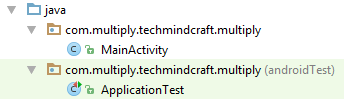 java
com.multiply.techmindcraft.multiply
MainActivity
com.multiply.techmindcraft.multiply (androidTest)
ApplicationTest